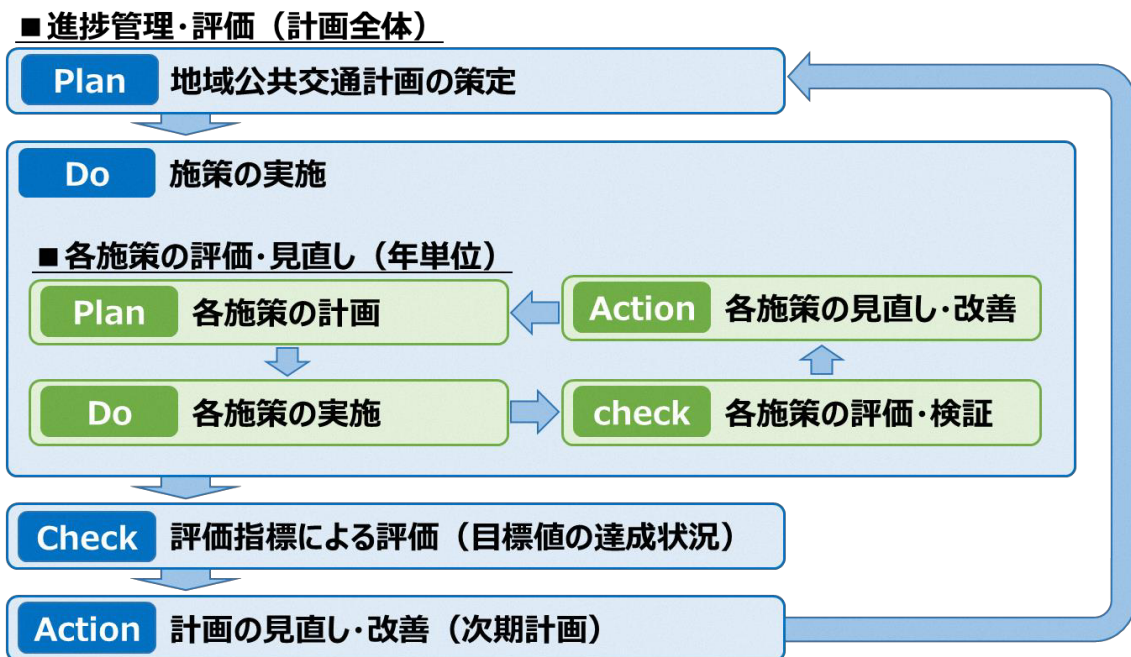 ■進捗管理・評価（計画全体）
Plan 地域公共交通計画の策定
Do 施策の実施
■各施策の評価・見直し（年単位）
Plan 各施策の計画
Action 各施策の見直し・改善
Do 各施策の実施
check 各施策の評価・検証
Check 評価指標による評価（目標値の達成状況）
Action 計画の見直し・改善（次期計画）